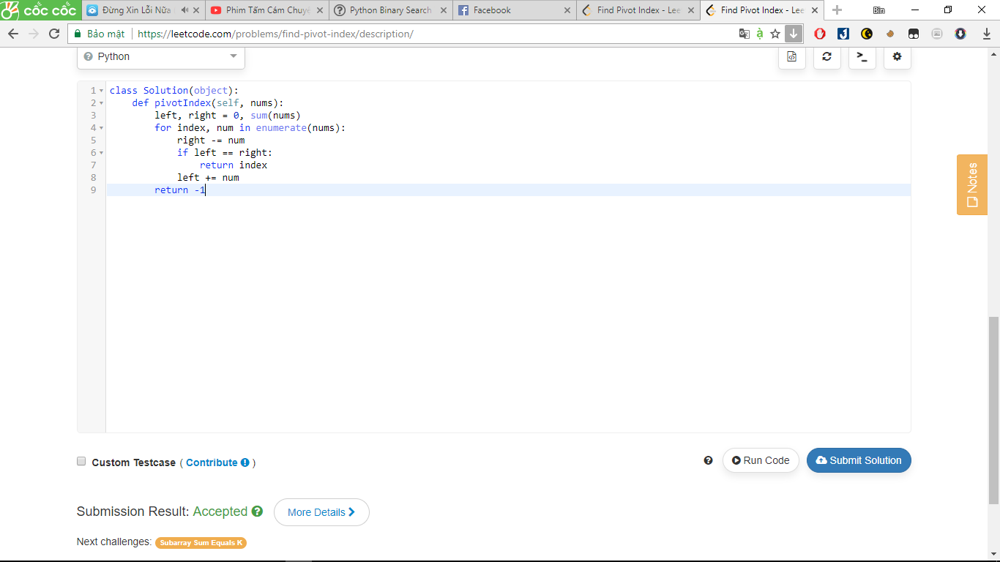 cốc cốc Đừng Xin Lỗi Nữa Phim Tấm Cám Chuyệ Python Binary Search Facebook Find Pivot Index - Lee Find Pivot Index - Lee Bin
Bảo mật https://leetcode.com/problems/find-pivot-index/description/ ặ
Python
1 class Solution(object):
2 def pivotIndex(self, nums):
3 left, right = 0, sum(nums)
4 for index, num in enumerate(nums):
5 right -= num
6 if left == right:
7 return index
8 left += num
9 return -1
Notes
Custom Testcase ( Contribute )
Run Code
Submit Solution
Submission Result: Accepted
More Details
Next challenges: Subarray Sum Equals K